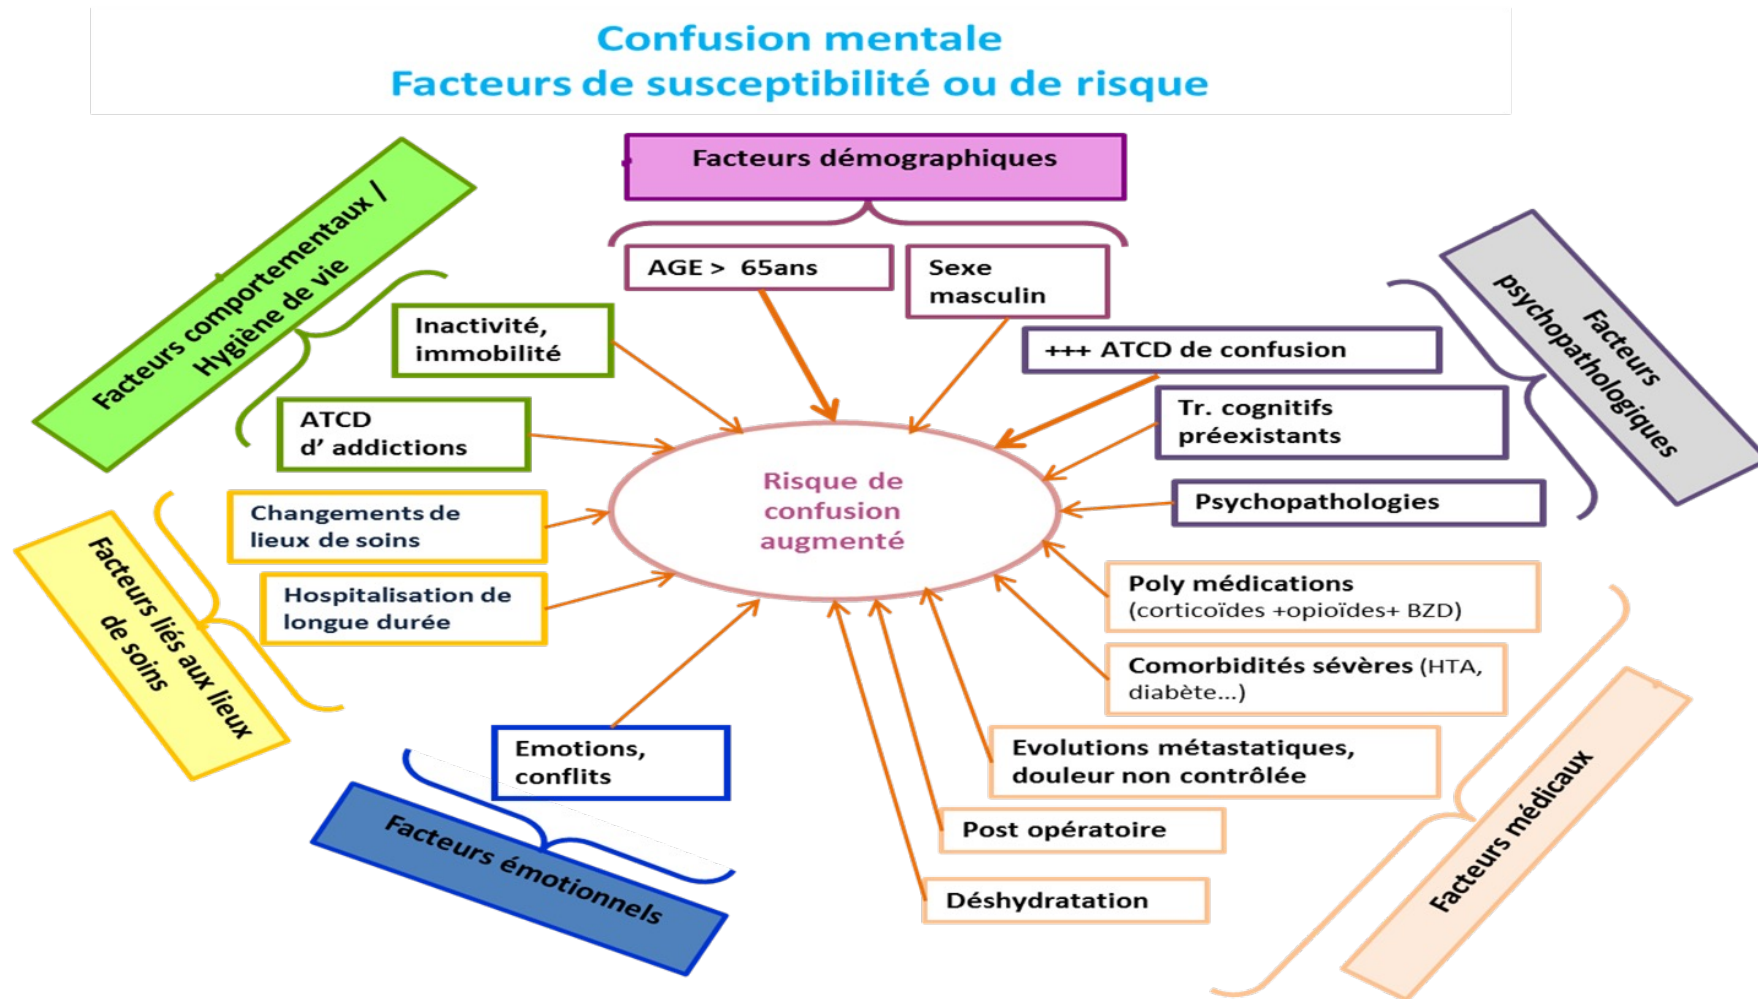 Confusion mentale
Facteurs de susceptibilité ou de risque
Facteurs démographiques
AGE > 65ans
Sexe
masculin
Facteurs comportementaux /
Hygiène de vie
Inactivité,
immobilité
ATCD
d’ addictions
Facteurs
psychopathologiques
+++ ATCD de confusion
Tr. cognitifs
préexistants
Psychopathologies
Risque de
confusion
augmenté
Facteurs liés aux lieux
de soins
Changements de
lieux de soins
Hospitalisation de
longue durée
Facteurs émotionnels
Emotions,
conflits
Facteurs médicaux
Poly médications
(corticoïdes +opioïdes+ BZD)
Comorbidités sévères (HTA,
diabète...)
Evolutions métastatiques,
douleur non contrôlée
Post opératoire
Déshydratation